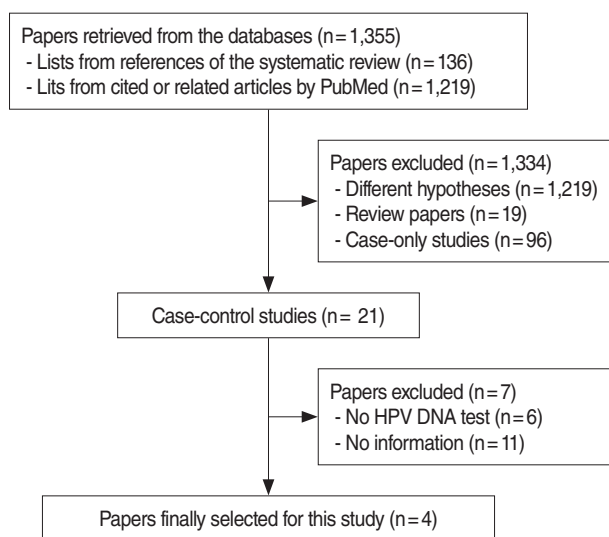 Papers retrieved from the databases (n=1,355)
- Lists from references of the systematic review (n=136)
- Lits from cited or related articles by PubMed (n=1,219)
Papers excluded (n=1,334)
- Different hypotheses (n=1,219)
- Review papers (n=19)
- Case-only studies (n=96)
Case-control studies (n= 21)
Papers excluded (n=7)
- No HPV DNA test (n=6)
- No information (n=11)
Papers finally selected for this study (n=4)